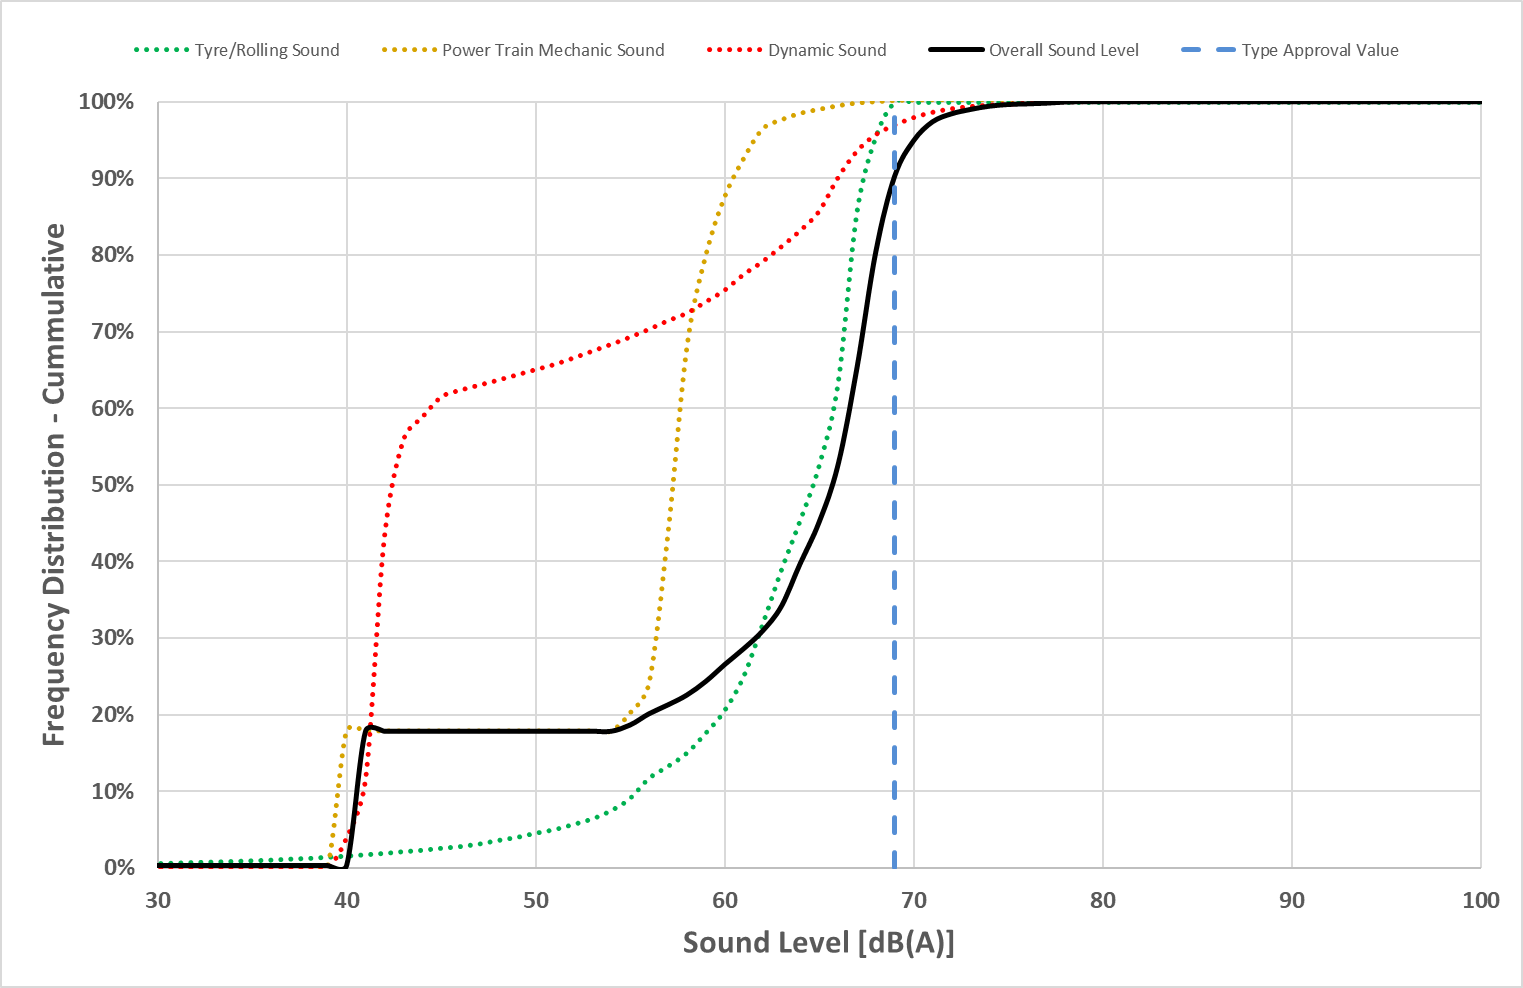 Tyre/Rolling Sound Power Train Mechanic Sound Dynamic Sound Overall Sound Level Type Approval Value
100%
90%
80%
70%
60%
50%
40%
30%
20%
10%
0%
Frequency Distribution - Cummulative
30 40 50 60 70 80 90 100
Sound Level [dB(A)]